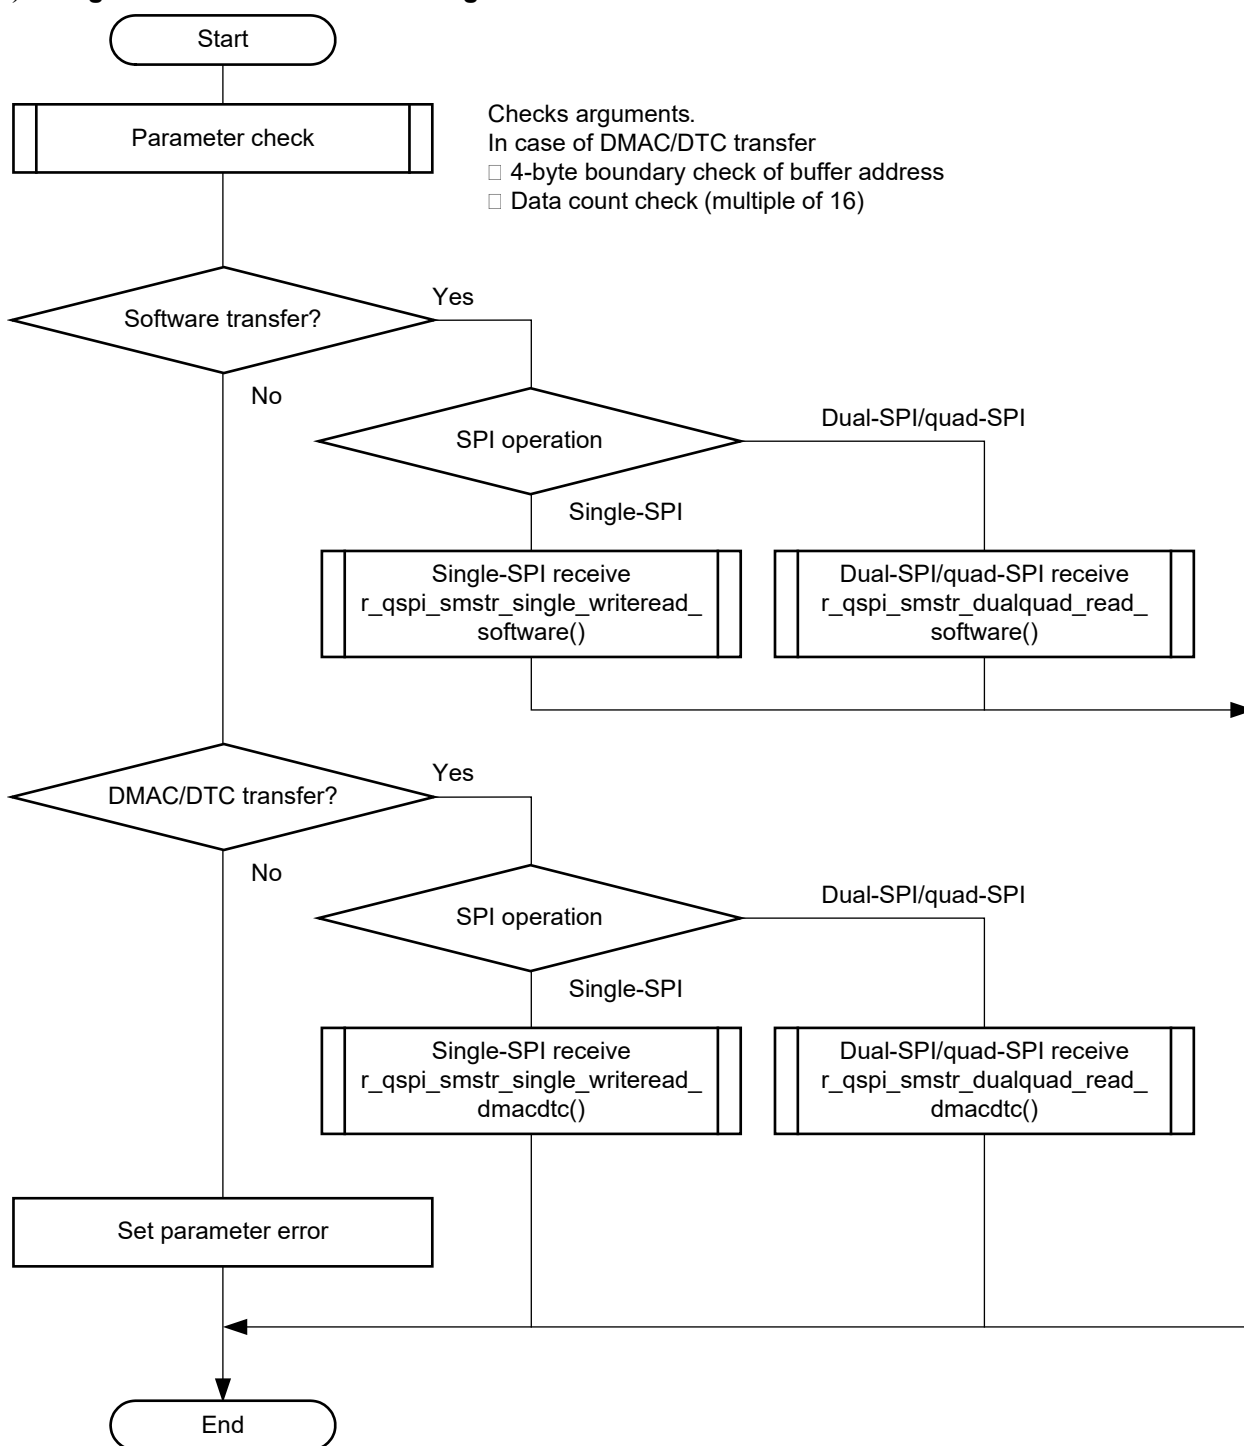 Start
Parameter check
Checks arguments.
In case of DMAC/DTC transfer
□ 4-byte boundary check of buffer address
□ Data count check (multiple of 16)
Software transfer?
Yes
No
SPI operation
Dual-SPI/quad-SPI
Single-SPI
Single-SPI receive
r_qspi_smstr_single_writeread_
software()
Dual-SPI/quad-SPI receive
r_qspi_smstr_dualquad_read_
software()
DMAC/DTC transfer?
Yes
No
SPI operation
Dual-SPI/quad-SPI
Single-SPI
Single-SPI receive
r_qspi_smstr_single_writeread_
dmacdtc()
Dual-SPI/quad-SPI receive
r_qspi_smstr_dualquad_read_
dmacdtc()
Set parameter error
End